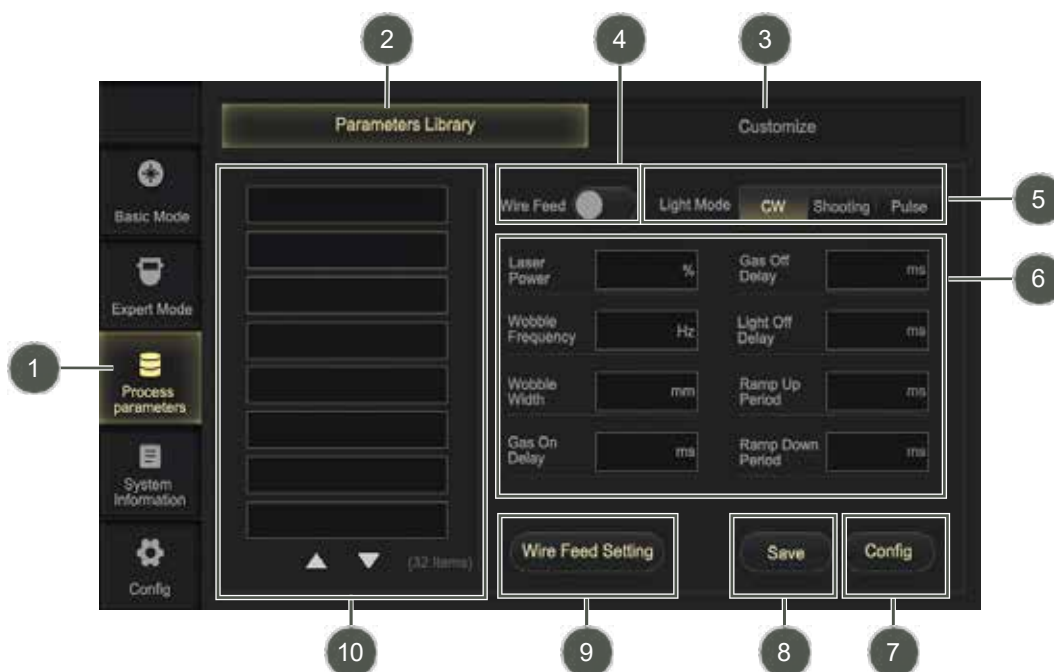 2
4
3
Parameters Library
Customize
Basic Mode
Expert Mode
1
Process
parameters
System
Information
Config
(32 Items)
Wire Feed
Light Mode
CW
Shooting
Pulse
5
Laser
Power
%
Gas Off
Delay
ms
6
Wobble
Frequency
Hz
Light Off
Delay
ms
Wobble
Width
mm
Ramp Up
Period
ms
Gas On
Delay
ms
Ramp Down
Period
ms
Wire Feed Setting
Save
Config
10
9
8
7